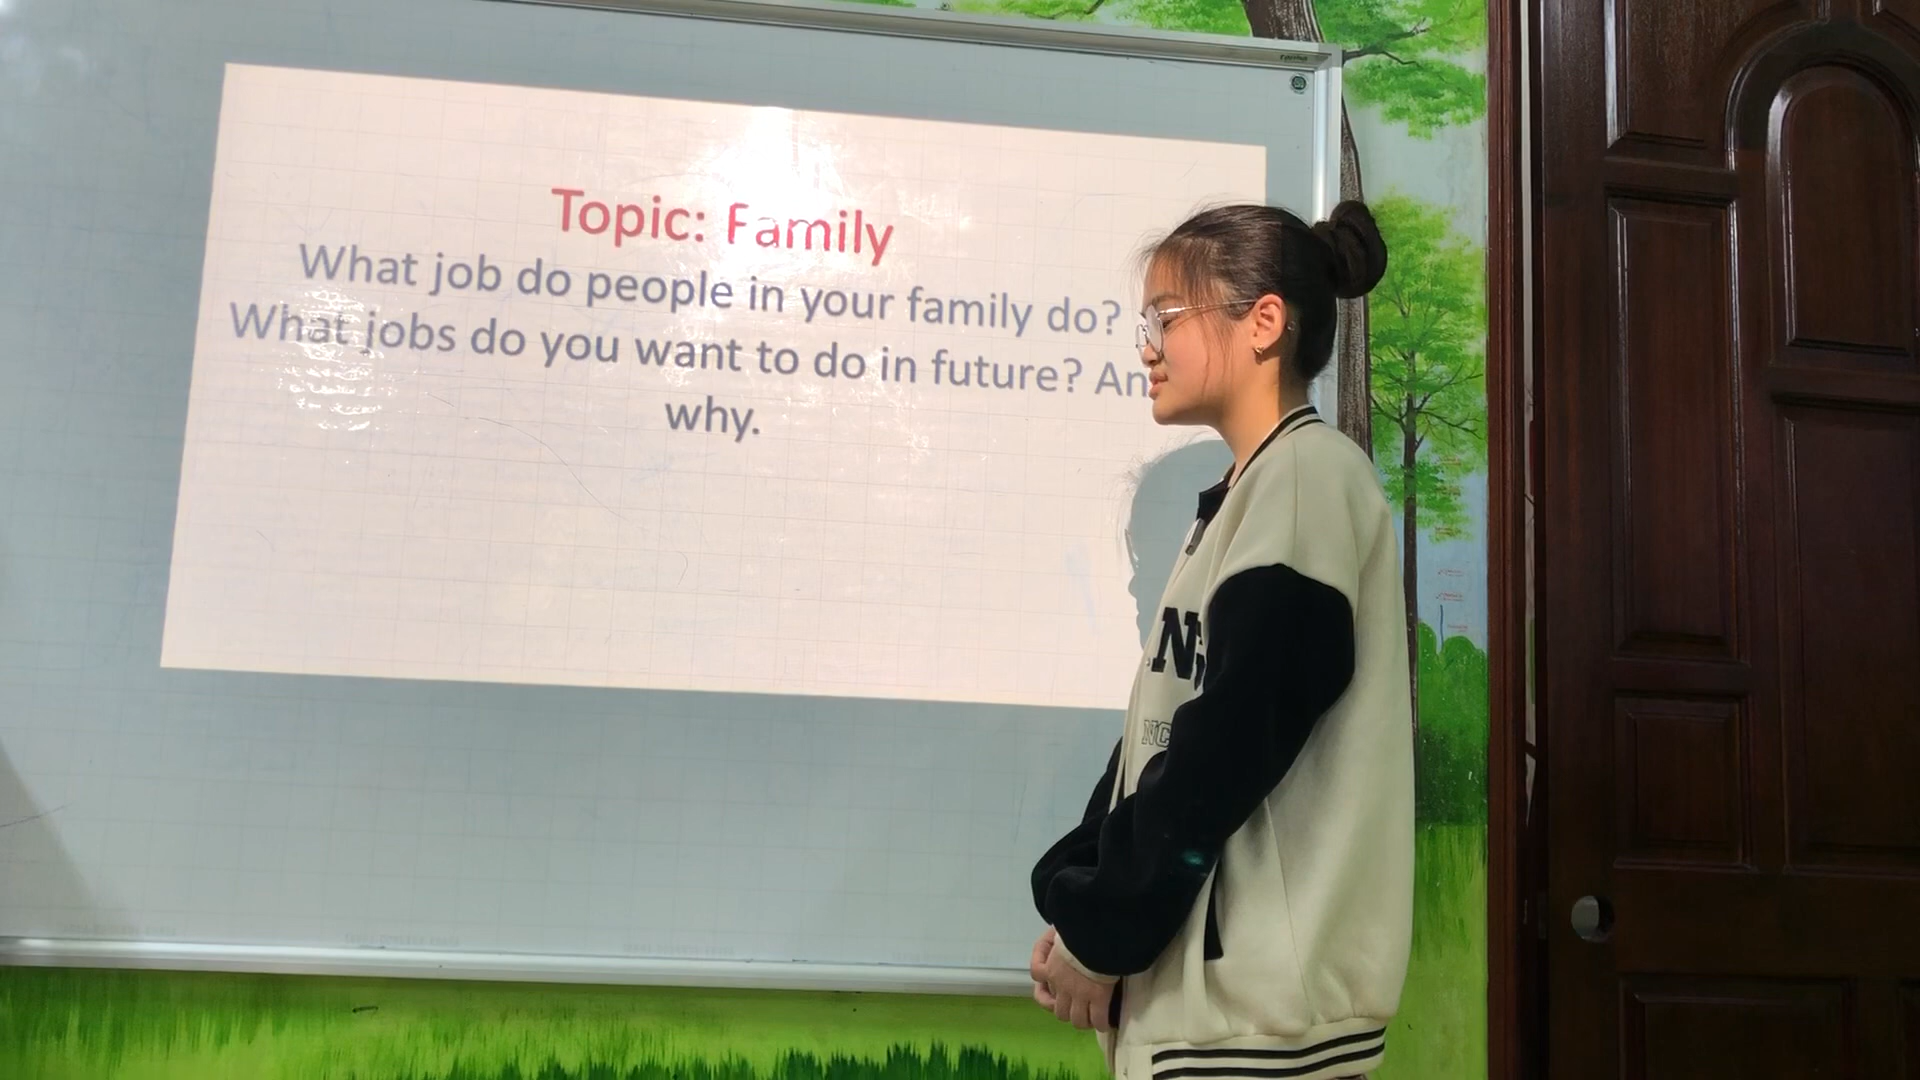 Topic: Family
What job do people in your family do?
What jobs do you want to do in future? An
why.
N
NC